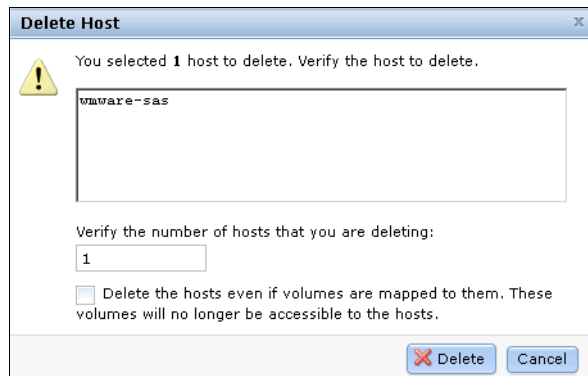 Delete Host
x
You selected 1 host to delete. Verify the host to delete.
wmware-sas
Verify the number of hosts that you are deleting:
1
Delete the hosts even if volumes are mapped to them. These
volumes will no longer be accessible to the hosts.
Delete Cancel